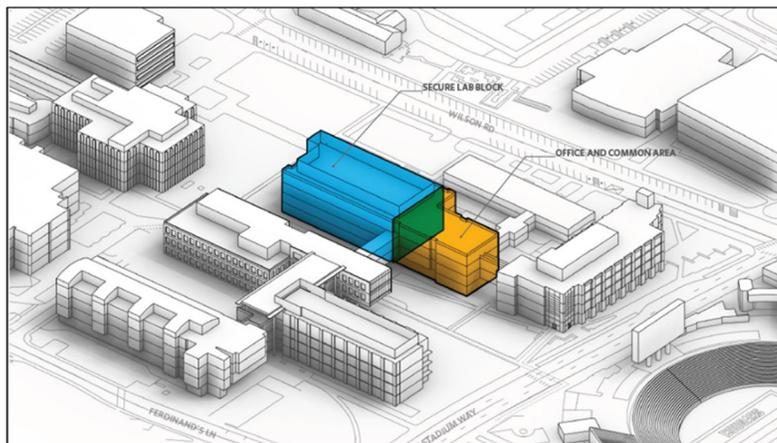 SECURE LAB BLOCK
WILSON RD
OFFICE AND COMMON AREA
FERDINAND'S LN
STADIUM WAY